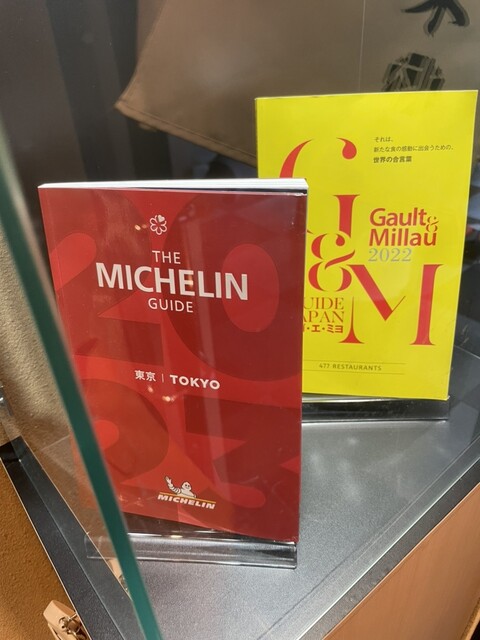 THE
MICHELIN
GUIDE
2023
東京 | TOKYO
MICHELIN
それは、
新たな食の感動に出会うための、
世界の合言葉
G
&
M
Gault&
Millau
2022
GUIDE
JAPAN
・エ・ミヨ
477 RESTAURANTS